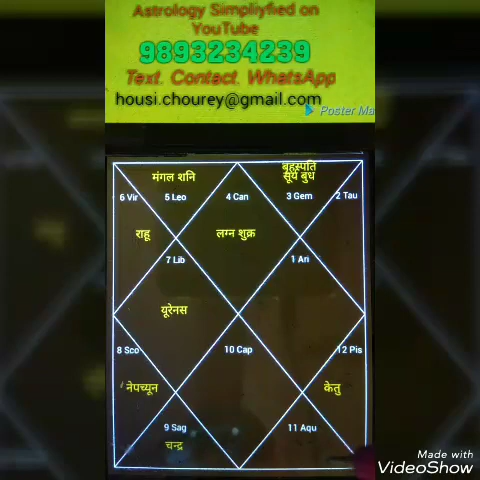 Astrology Simpliyfied on
YouTube
9893234239
Text. Contact. WhatsApp
housi.chourey@gmail.com
Poster Ma
मंगल शनि
बृहस्पति
सूर्य बुध
6 Vir
5 Leo
4 Can
3 Gem
2 Tau
राहू
लग्न शुक्र
7 Lib
1 Ari
यूरेनस
8 Sco
10 Cap
12 Pis
नेपच्यून
केतु
9 Sag
11 Aqu
चन्द्र
Made with
VideoShow